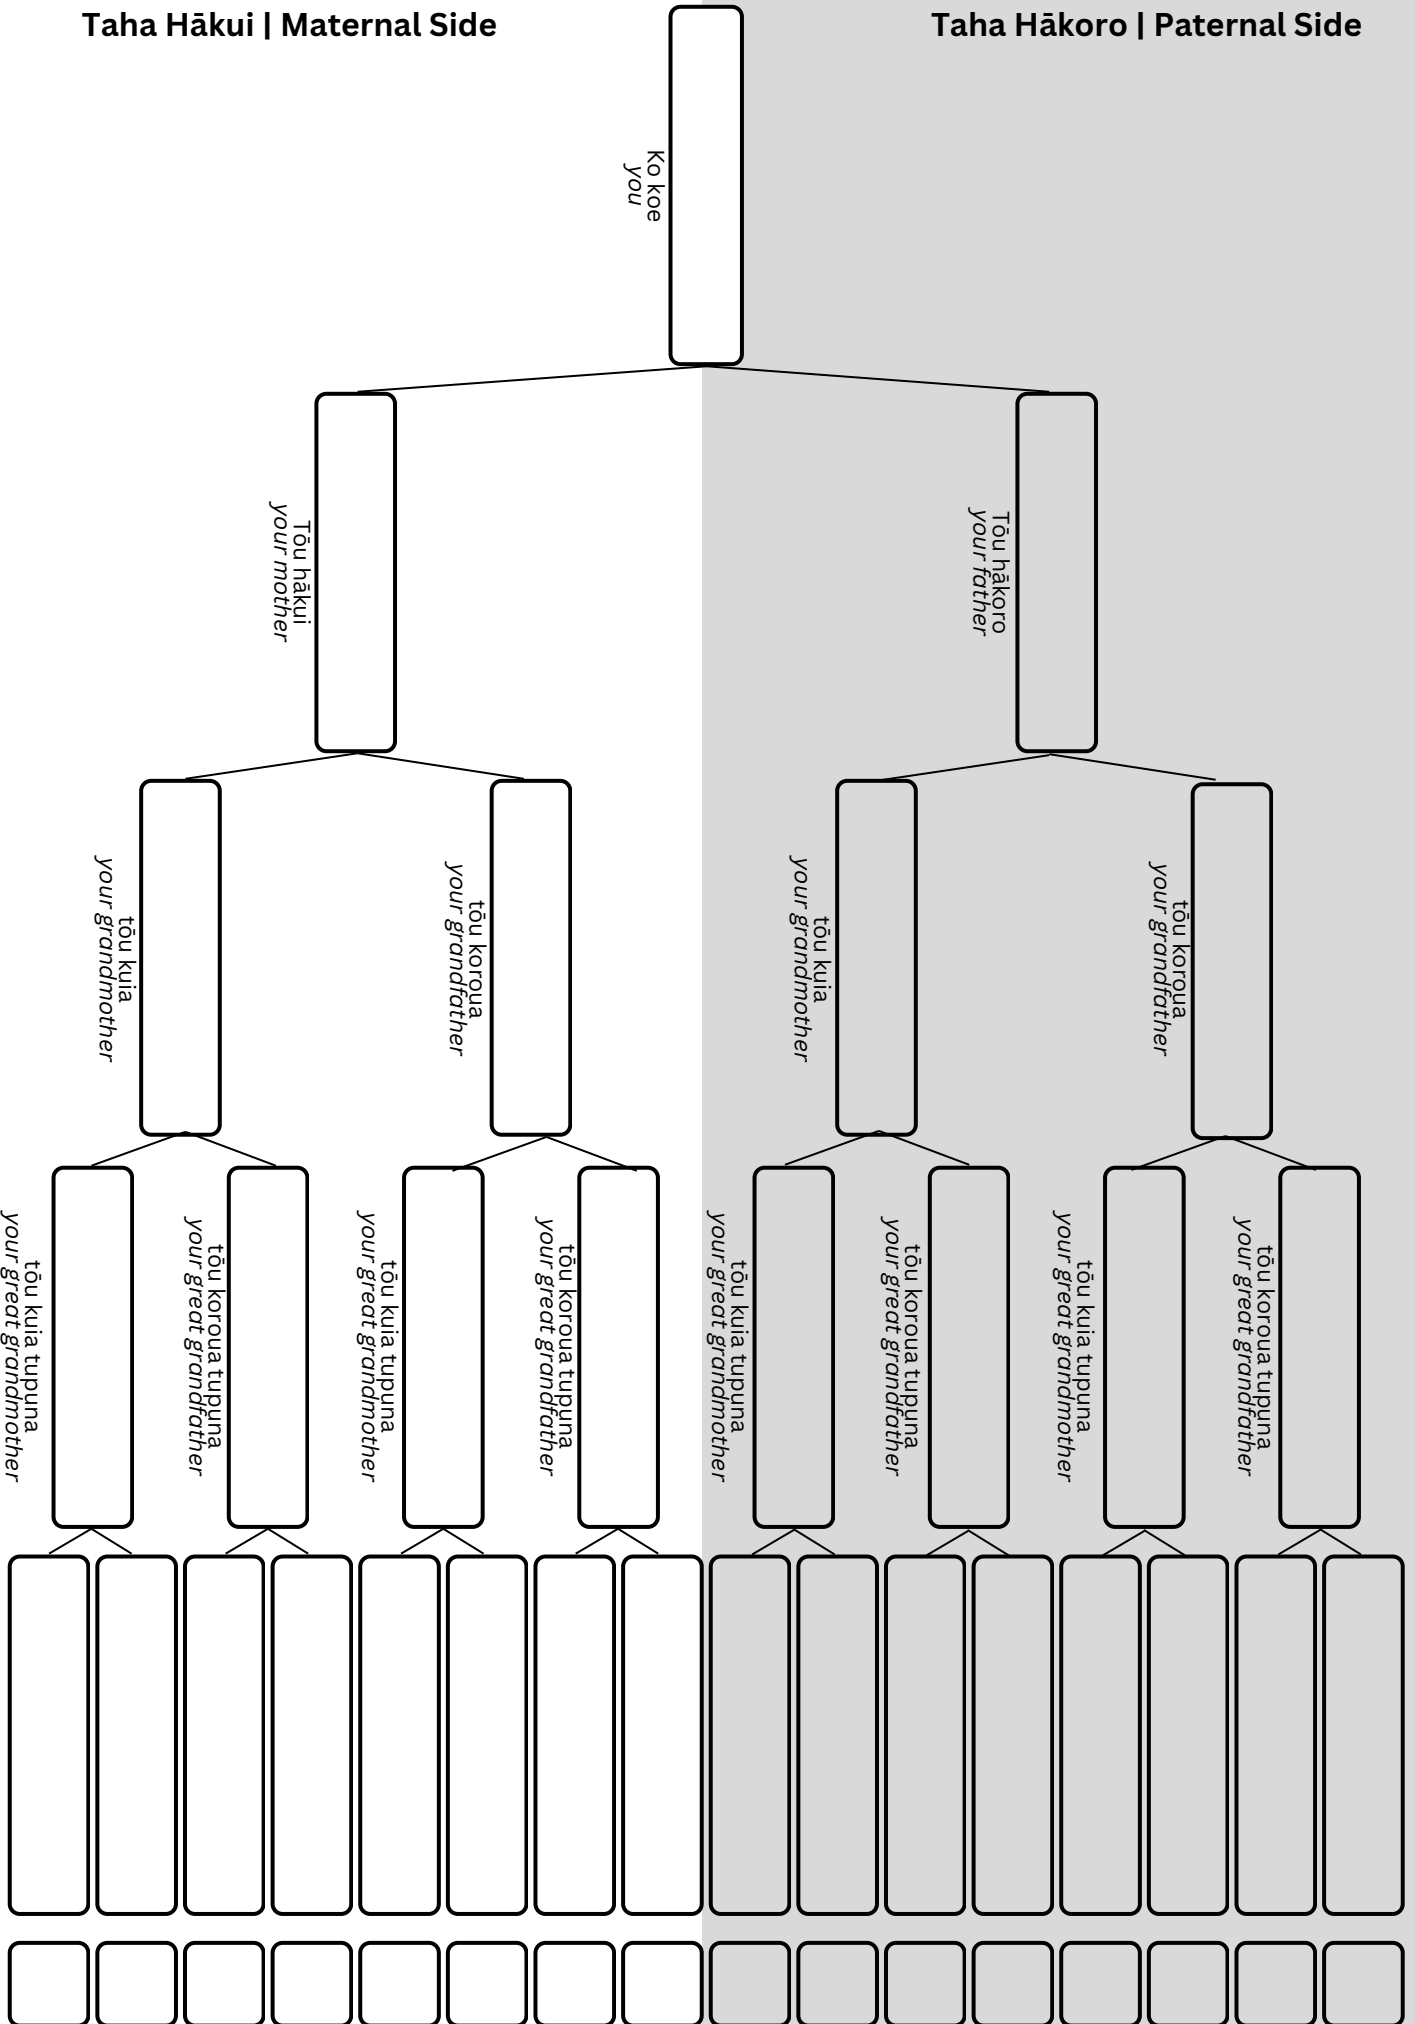 Taha Hākui | Maternal Side
Taha Hākoro | Paternal Side
Ko koe
you
Tōu hākui
your mother
Tōu hākoro
your father
tōu kuia
your grandmother
tōu koroua
your grandfather
tōu kuia
your grandmother
tōu koroua
your grandfather
tōu kuia tupuna
your great grandmother
tōu koroua tupuna
your great grandfather
tōu kuia tupuna
your great grandmother
tōu koroua tupuna
your great grandfather
tōu kuia tupuna
your great grandmother
tōu koroua tupuna
your great grandfather
tōu kuia tupuna
your great grandmother
tōu koroua tupuna
your great grandfather